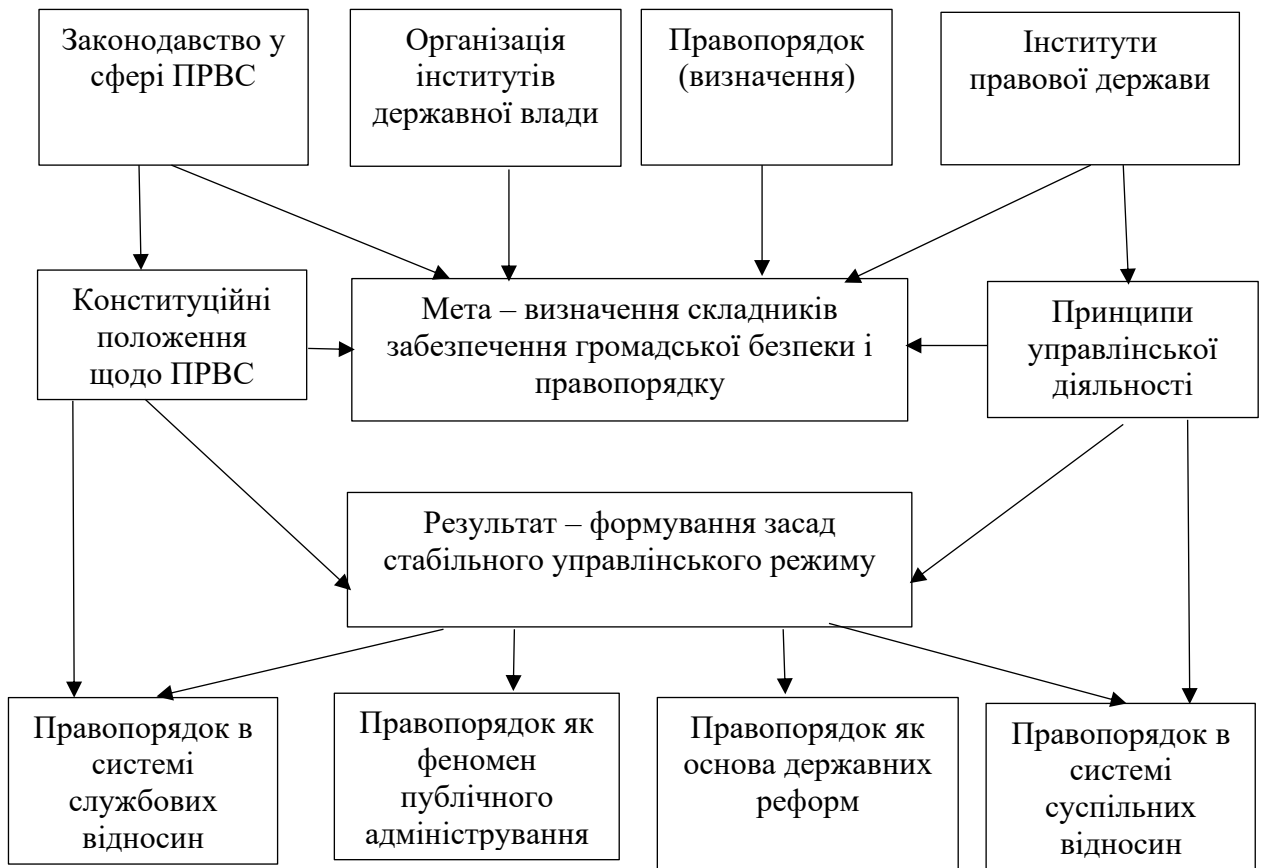 Законодавство у
сфері ПРВС
Організація
інститутів
державної влади
Правопорядок
(визначення)
Інститути
правової держави
Конституційні
положення
щодо ПРВС
Мета – визначення складників
забезпечення громадської безпеки і
правопорядку
Принципи
управлінської
діяльності
Результат – формування засад
стабільного управлінського режиму
Правопорядок в
системі
службових
відносин
Правопорядок як
феномен
публічного
адміністрування
Правопорядок як
основа державних
реформ
Правопорядок в
системі
суспільних
відносин